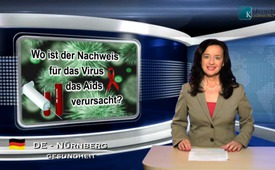 Wo ist der Nachweis
für das Virus
das Aids
verursacht?
DE - NÜRNBERG
GESUNDHEIT
K